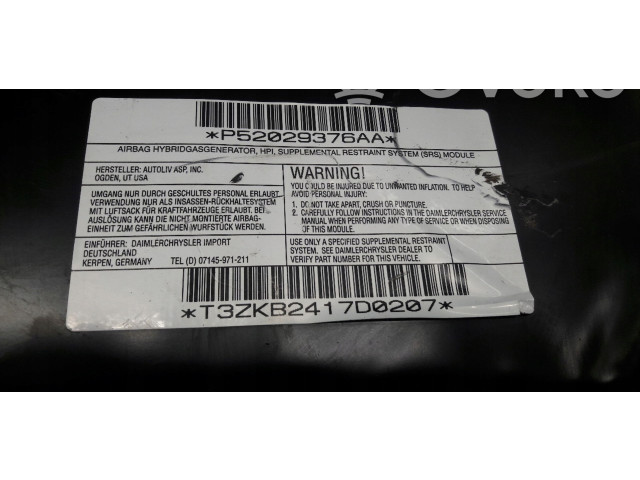 *P52029376AA*
AIRBAG HYBRIDGASGENERATOR, HPI, SUPPLEMENTAL RESTRAINT SYSTEM (SRS) MODULE
HERSTELLER: AUTOLIV ASP, INC.
OGDEN, UT USA
UMGANG NUR DURCH GESCHULTES PERSONAL ERLAUBT.
VERWENDUNG NUR ALS INSASSEN-RÜCKHALTESYSTEM
MIT LUFTSACK FÜR KRAFTFAHRZEUGE ERLAUBT.
AUSLÖSUNG KANN DIE NICHT MONTIERTE AIRBAG-
EINHEIT ZUM GEFÄHRLICHEN WURFSTUCK WERDEN.
EINFÜHRER: DAIMLERCHRYSLER IMPORT
DEUTSCHLAND
KERPEN, GERMANY TEL (D) 07145-971-211
WARNING!
YOU COULD BE INJURED DUE TO UNWANTED INFLATION. TO HELP
AVOID PERSONAL INJURY:
1. DO NOT TAKE APART, CRUSH OR PUNCTURE.
2. CAREFULLY FOLLOW INSTRUCTIONS IN THE DAIMLERCHRYSLER SERVICE
MANUAL WHEN PERFORMING ANY TYPE OF SERVICE OR WHEN DISPOSING
OF THIS MODULE.
USE ONLY A SPECIFIED SUPPLEMENTAL RESTRAINT
SYSTEM. SEE DAIMLERCHRYSLER DEALER TO
VERIFY PART NUMBER FOR THIS VEHICLE.
*T3ZKB2417D0207*